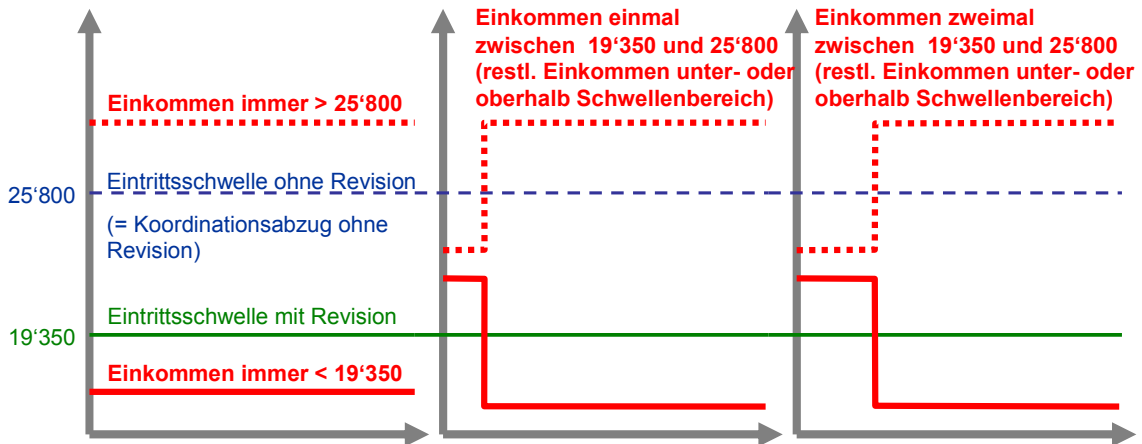 Einkommen immer > 25‘800
25‘800
Eintrittsschwelle ohne Revision
(= Koordinationsabzug ohne
Revision)
Eintrittsschwelle mit Revision
19‘350
Einkommen immer < 19‘350
Einkommen einmal
zwischen 19‘350 und 25‘800
(restl. Einkommen unter- oder
oberhalb Schwellenbereich)
Einkommen zweimal
zwischen 19‘350 und 25‘800
(restl. Einkommen unter- oder
oberhalb Schwellenbereich)